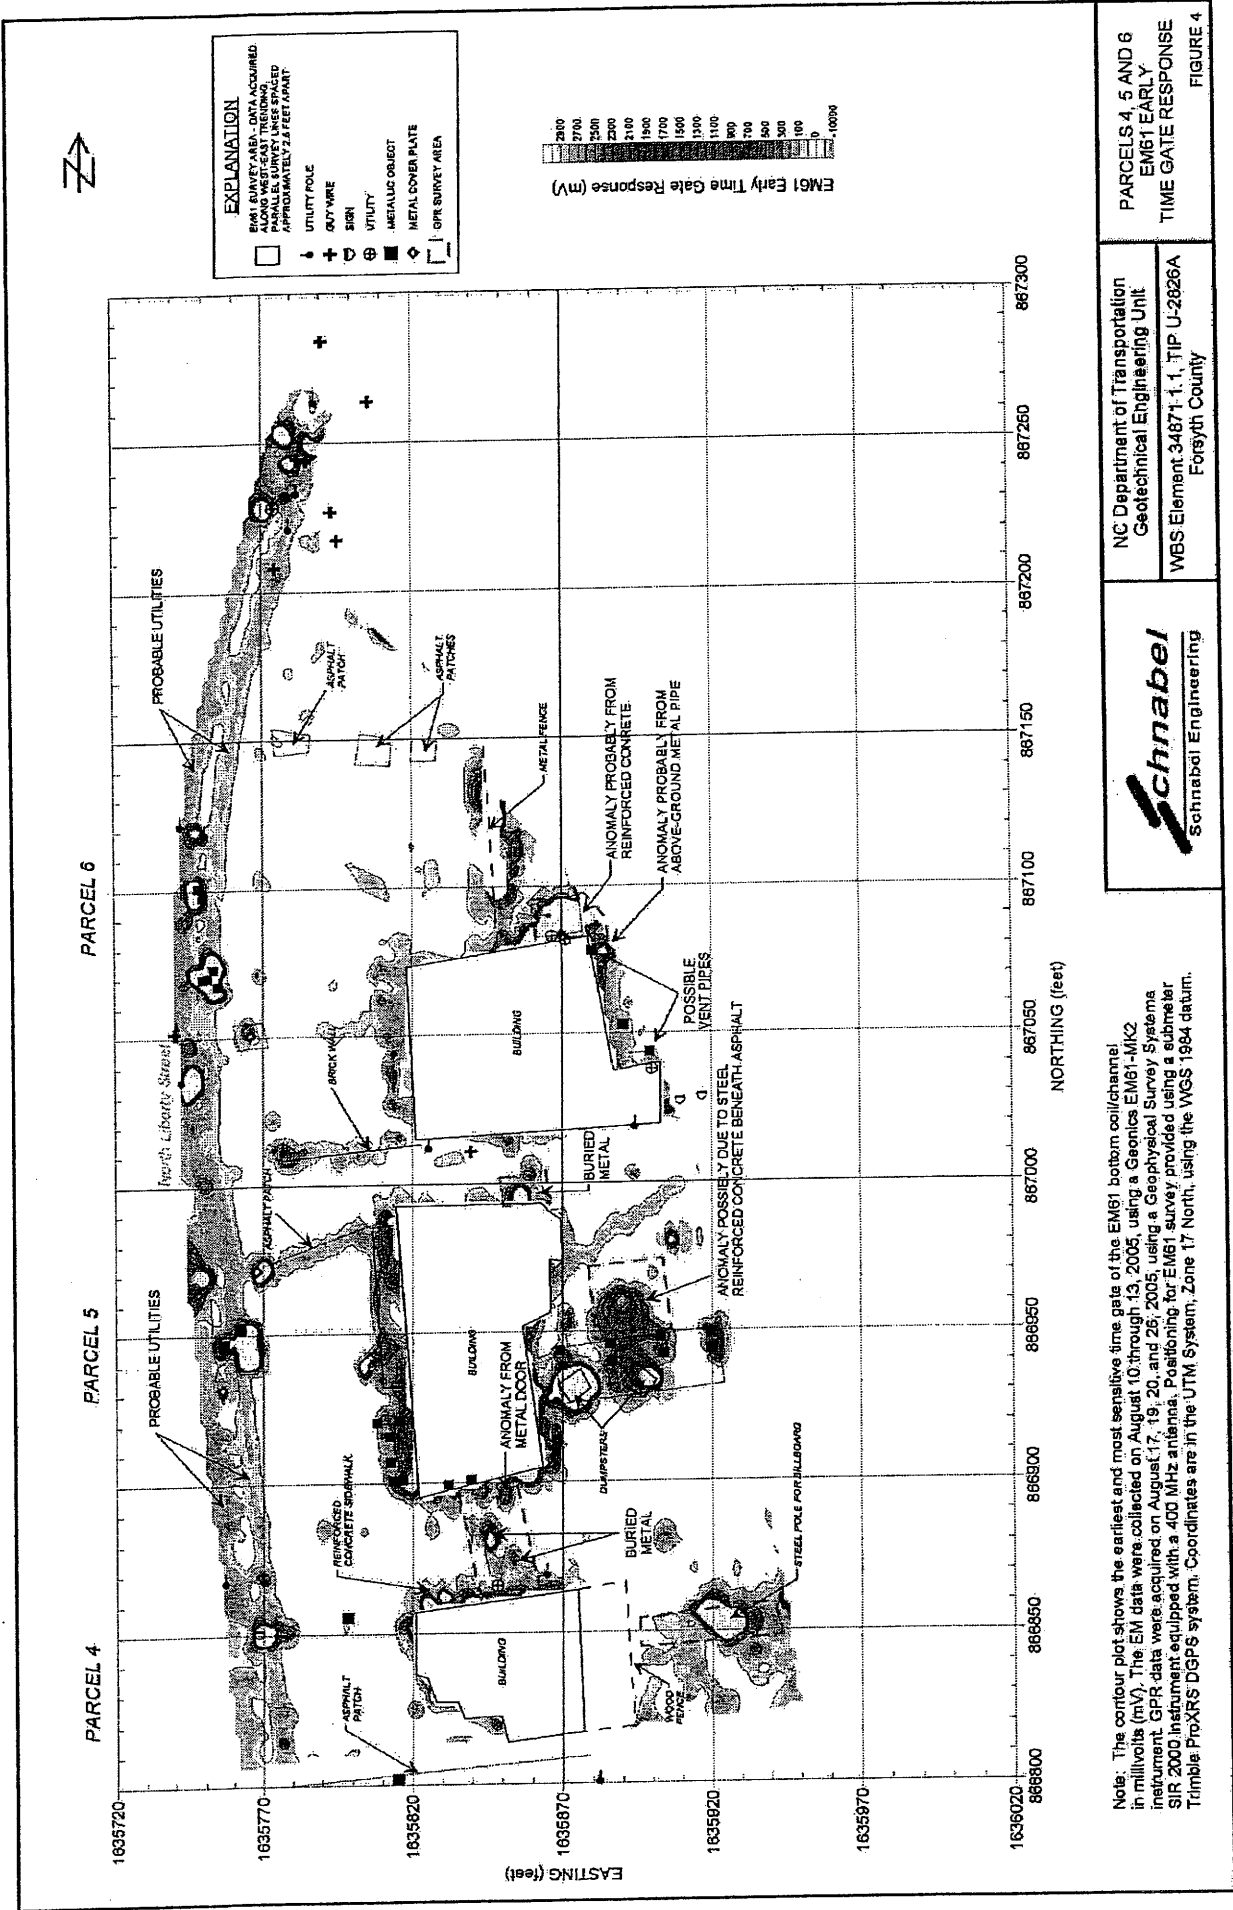 EXPLANATION
EM61 SURVEY AREA - DATA ACQUIRED
ALONG WEST-EAST TRENDING,
PARALLEL SURVEY LINES SPACED
APPROXIMATELY 2.5 FEET APART
UTILITY POLE
GUY WIRE
SIGN
UTILITY
METALLIC OBJECT
METAL COVER PLATE
GPR SURVEY AREA
EM61 Early Time Gate Response (mV)
2900
2700
2500
2300
2100
1900
1700
1500
1300
1100
900
700
500
300
100
0
-10000
PARCEL 4
PARCEL 5
PARCEL 6
PROBABLE UTILITIES
PROBABLE UTILITIES
North Liberty Street
ASPHALT PATCH
ASPHALT
PATCH
ASPHALT
PATCH
ASPHALT
PATCHES
BRICK WALL
REINFORCED
CONCRETE SIDEWALK
BUILDING
BUILDING
BUILDING
ANOMALY FROM
METAL DOOR
BURIED
METAL
BURIED
METAL
DUMPSTERS
WOOD
FENCE
STEEL POLE FOR BILLBOARD
METAL FENCE
ANOMALY PROBABLY FROM
REINFORCED CONRETE
ANOMALY PROBABLY FROM
ABOVE-GROUND METAL PIPE
POSSIBLE
VENT PIPES
ANOMALY POSSIBLY DUE TO STEEL
REINFORCED CONCRETE BENEATH ASPHALT
EASTING (feet)
1635720
1635770
1635820
1635870
1635920
1635970
1636020
866800
866850
866900
866950
867000
867050
867100
867150
867200
867250
867300
NORTHING (feet)
Note: The contour plot shows the earliest and most sensitive time gate of the EM61 bottom coil/channel
in millivolts (mV). The EM data were collected on August 10 through 13, 2005, using a Geonics EM61-MK2
instrument. GPR data were acquired on August 17, 19, 20, and 26, 2005, using a Geophysical Survey Systems
SIR 2000 instrument equipped with a 400 MHz antenna. Positioning for EM61 survey provided using a submeter
Trimble ProXRS DGPS system. Coordinates are in the UTM System, Zone 17 North, using the WGS 1984 datum.
Schnabel
Schnabel Engineering
NC Department of Transportation
Geotechnical Engineering Unit
WBS Element 34871.1.1, TIP U-2826A
Forsyth County
PARCELS 4, 5 AND 6
EM61 EARLY
TIME GATE RESPONSE
FIGURE 4